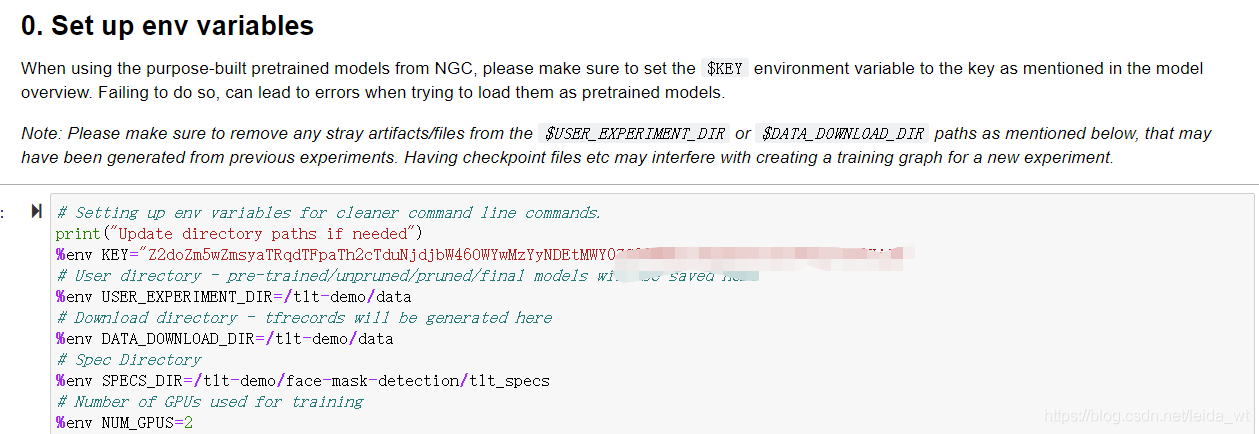 0. Set up env variables
When using the purpose-built pretrained models from NGC, please make sure to set the $KEY environment variable to the key as mentioned in the model
overview. Failing to do so, can lead to errors when trying to load them as pretrained models.
Note: Please make sure to remove any stray artifacts/files from the $USER_EXPERIMENT_DIR or $DATA_DOWNLOAD_DIR paths as mentioned below, that may
have been generated from previous experiments. Having checkpoint files etc may interfere with creating a training graph for a new experiment.
:
# Setting up env variables for cleaner command line commands.
print("Update directory paths if needed")
%env KEY=
# User directory - pre-trained/unpruned/pruned/final models saved
%env USER_EXPERIMENT_DIR=/tlt-demo/data
# Download directory - tfrecords will be generated here
%env DATA_DOWNLOAD_DIR=/tlt-demo/data
# Spec Directory
%env SPECS_DIR=/tlt-demo/face-mask-detection/tlt_specs
# Number of GPUs used for training
%env NUM_GPUS=2
https://blog.csdn.net/leida_wt